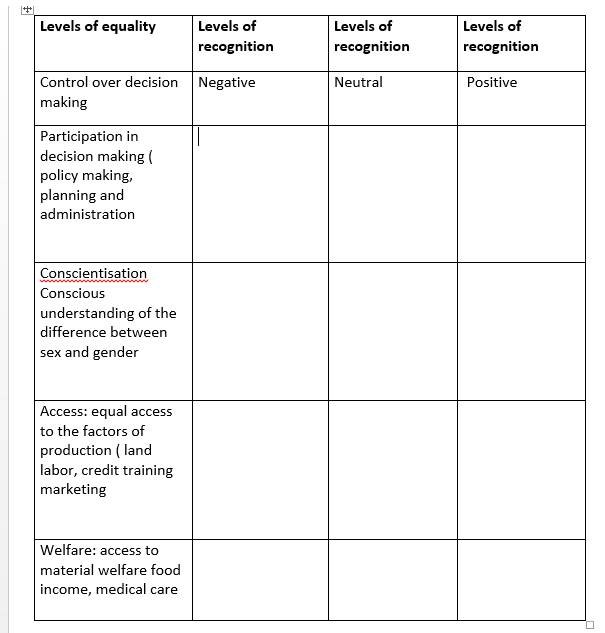 Levels of equality
Levels of
recognition
Levels of
recognition
Levels of
recognition
Control over decision
making
Negative
Neutral
Positive
Participation in
decision making (
policy making,
planning and
administration
Conscientisation
Conscious
understanding of the
difference between
sex and gender
Access: equal access
to the factors of
production ( land
labor, credit training
marketing
Welfare: access to
material welfare food
income, medical care